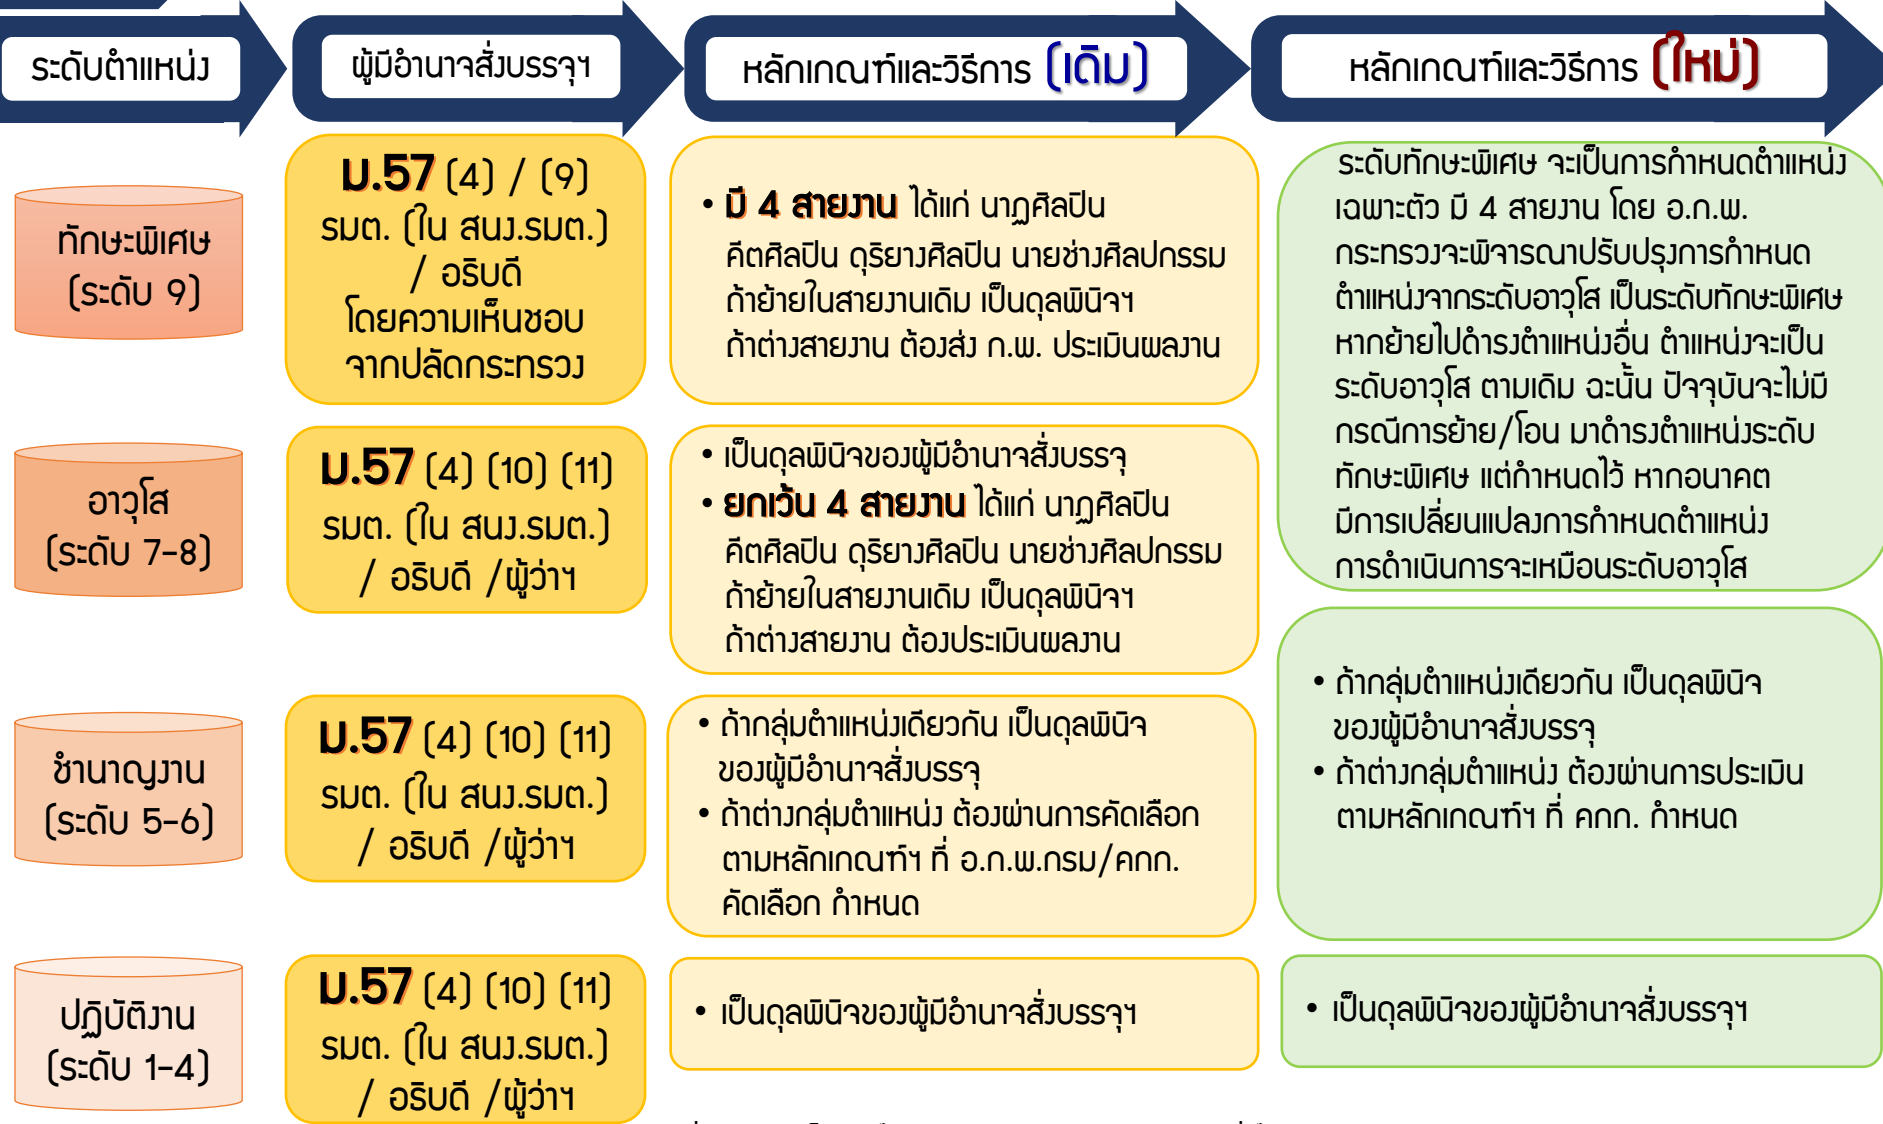 ระดับตำแหน่ง
ผู้มีอำนาจสั่งบรรจุฯ
หลักเกณฑ์และวิธีการ (เดิม)
หลักเกณฑ์และวิธีการ (ใหม่)
ทักษะพิเศษ
(ระดับ 9)
ม.57 (4) / (9)
รมต. (ใน สนง.รมต.)
/ อธิบดี
โดยความเห็นชอบ
จากปลัดกระทรวง
• มี 4 สายงาน ได้แก่ นาฏศิลปิน
คีตศิลปิน ดุริยางศิลปิน นายช่างศิลปกรรม
ถ้าย้ายในสายงานเดิม เป็นดุลพินิจฯ
ถ้าต่างสายงาน ต้องส่ง ก.พ. ประเมินผลงาน
ระดับทักษะพิเศษ จะเป็นการกำหนดตำแหน่ง
เฉพาะตัว มี 4 สายงาน โดย อ.ก.พ.
กระทรวงจะพิจารณาปรับปรุงการกำหนด
ตำแหน่งจากระดับอาวุโส เป็นระดับทักษะพิเศษ
หากย้ายไปดำรงตำแหน่งอื่น ตำแหน่งจะเป็น
ระดับอาวุโส ตามเดิม ฉะนั้น ปัจจุบันจะไม่มี
กรณีการย้าย/โอน มาดำรงตำแหน่งระดับ
ทักษะพิเศษ แต่กำหนดไว้ หากอนาคต
มีการเปลี่ยนแปลงการกำหนดตำแหน่ง
การดำเนินการจะเหมือนระดับอาวุโส
อาวุโส
(ระดับ 7-8)
ม.57 (4) (10) (11)
รมต. (ใน สนง.รมต.)
/ อธิบดี /ผู้ว่าฯ
• เป็นดุลพินิจของผู้มีอำนาจสั่งบรรจุ
• ยกเว้น 4 สายงาน ได้แก่ นาฏศิลปิน
คีตศิลปิน ดุริยางศิลปิน นายช่างศิลปกรรม
ถ้าย้ายในสายงานเดิม เป็นดุลพินิจฯ
ถ้าต่างสายงาน ต้องประเมินผลงาน
ชำนาญงาน
(ระดับ 5-6)
ม.57 (4) (10) (11)
รมต. (ใน สนง.รมต.)
/ อธิบดี /ผู้ว่าฯ
• ถ้ากลุ่มตำแหน่งเดียวกัน เป็นดุลพินิจ
ของผู้มีอำนาจสั่งบรรจุ
• ถ้าต่างกลุ่มตำแหน่ง ต้องผ่านการคัดเลือก
ตามหลักเกณฑ์ฯ ที่ อ.ก.พ.กรม/คกก.
คัดเลือก กำหนด
• ถ้ากลุ่มตำแหน่งเดียวกัน เป็นดุลพินิจ
ของผู้มีอำนาจสั่งบรรจุ
• ถ้าต่างกลุ่มตำแหน่ง ต้องผ่านการประเมิน
ตามหลักเกณฑ์ฯ ที่ คกก. กำหนด
ปฏิบัติงาน
(ระดับ 1-4)
ม.57 (4) (10) (11)
รมต. (ใน สนง.รมต.)
/ อธิบดี /ผู้ว่าฯ
• เป็นดุลพินิจของผู้มีอำนาจสั่งบรรจุฯ
• เป็นดุลพินิจของผู้มีอำนาจสั่งบรรจุฯ